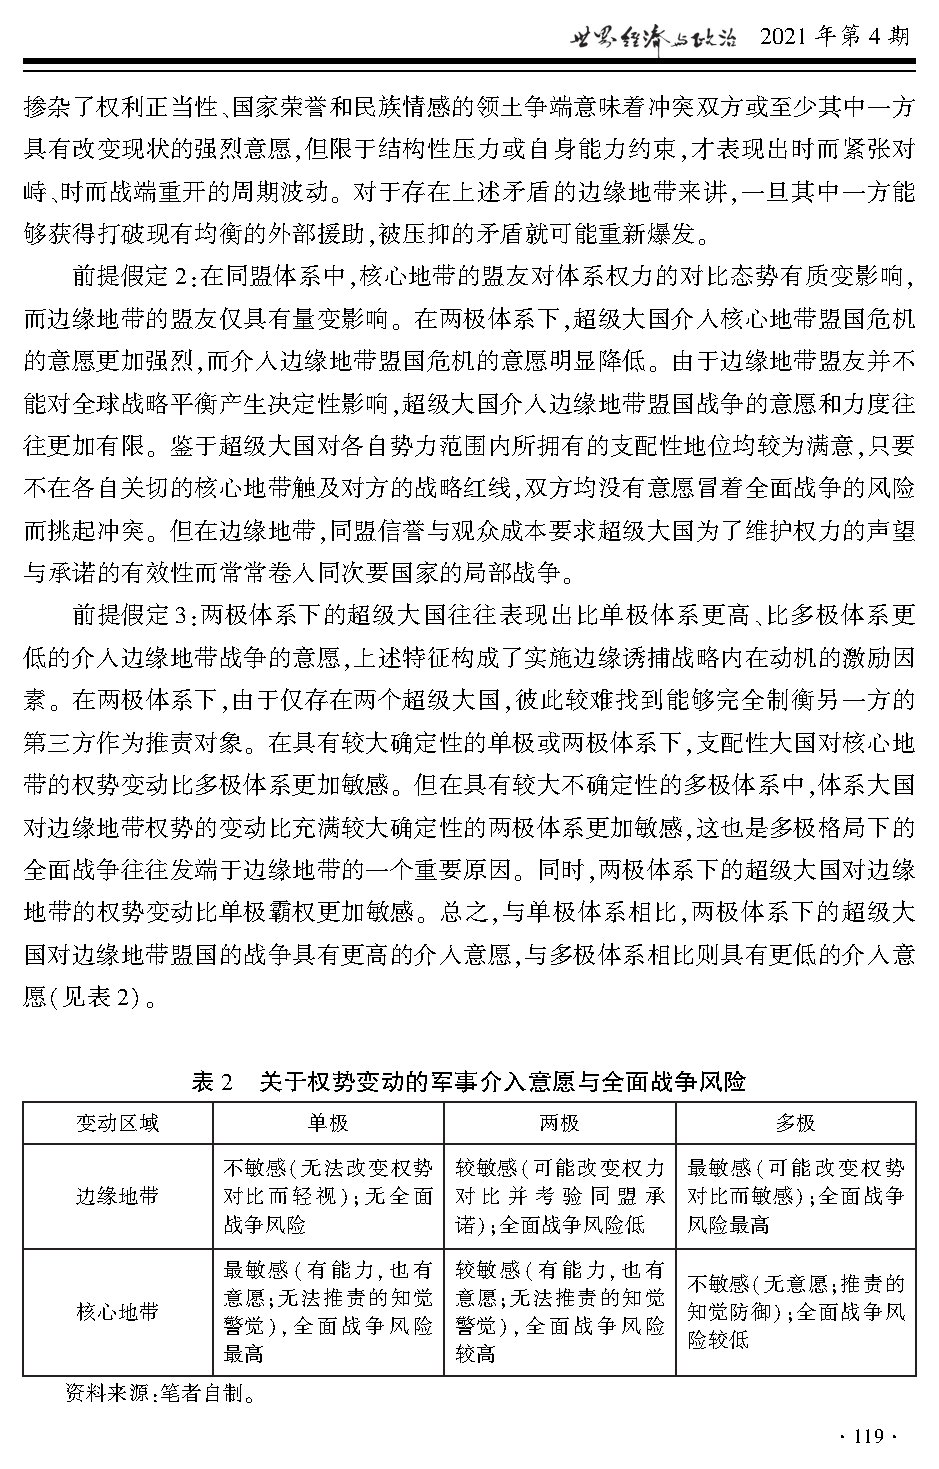 世界经济与政治 2021 年第 4 期
掺杂了权利正当性、国家荣誉和民族情感的领土争端意味着冲突双方或至少其中一方
具有改变现状的强烈意愿,但限于结构性压力或自身能力约束,才表现出时而紧张对
峙、时而战端重开的周期波动。对于存在上述矛盾的边缘地带来讲,一旦其中一方能
够获得打破现有均衡的外部援助,被压抑的矛盾就可能重新爆发。
前提假定 2:在同盟体系中,核心地带的盟友对体系权力的对比态势有质变影响,
而边缘地带的盟友仅具有量变影响。在两极体系下,超级大国介入核心地带盟国危机
的意愿更加强烈,而介入边缘地带盟国危机的意愿明显降低。由于边缘地带盟友并不
能对全球战略平衡产生决定性影响,超级大国介入边缘地带盟国战争的意愿和力度往
往更加有限。鉴于超级大国对各自势力范围内所拥有的支配性地位均较为满意,只要
不在各自关切的核心地带触及对方的战略红线,双方均没有意愿冒着全面战争的风险
而挑起冲突。但在边缘地带,同盟信誉与观众成本要求超级大国为了维护权力的声望
与承诺的有效性而常常卷入同次要国家的局部战争。
前提假定 3:两极体系下的超级大国往往表现出比单极体系更高、比多极体系更
低的介入边缘地带战争的意愿,上述特征构成了实施边缘诱捕战略内在动机的激励因
素。在两极体系下,由于仅存在两个超级大国,彼此较难找到能够完全制衡另一方的
第三方作为推责对象。在具有较大确定性的单极或两极体系下,支配性大国对核心地
带的权势变动比多极体系更加敏感。但在具有较大不确定性的多极体系中,体系大国
对边缘地带权势的变动比充满较大确定性的两极体系更加敏感,这也是多极格局下的
全面战争往往发端于边缘地带的一个重要原因。同时,两极体系下的超级大国对边缘
地带的权势变动比单极霸权更加敏感。总之,与单极体系相比,两极体系下的超级大
国对边缘地带盟国的战争具有更高的介入意愿,与多极体系相比则具有更低的介入意
愿(见表 2)。
表 2 关于权势变动的军事介入意愿与全面战争风险
变动区域 单极 两极 多极
边缘地带
不敏感(无法改变权势
对比而轻视);无全面
战争风险
较敏感(可能改变权力
对比并考验同盟承
诺);全面战争风险低
最敏感(可能改变权势
对比而敏感);全面战争
风险最高
核心地带
最敏感(有能力,也有
意愿;无法推责的知觉
警觉),全面战争风险
最高
较敏感(有能力,也有
意愿;无法推责的知觉
警觉),全面战争风险
较高
不敏感(无意愿;推责的
知觉防御);全面战争风
险较低
资料来源:笔者自制。
· 119 ·